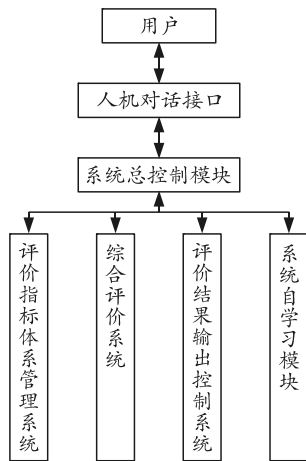 用户
人机对话接口
系统总控制模块
评价指标体系管理系统
综合评价系统
评价结果输出控制系统
系统自学习模块